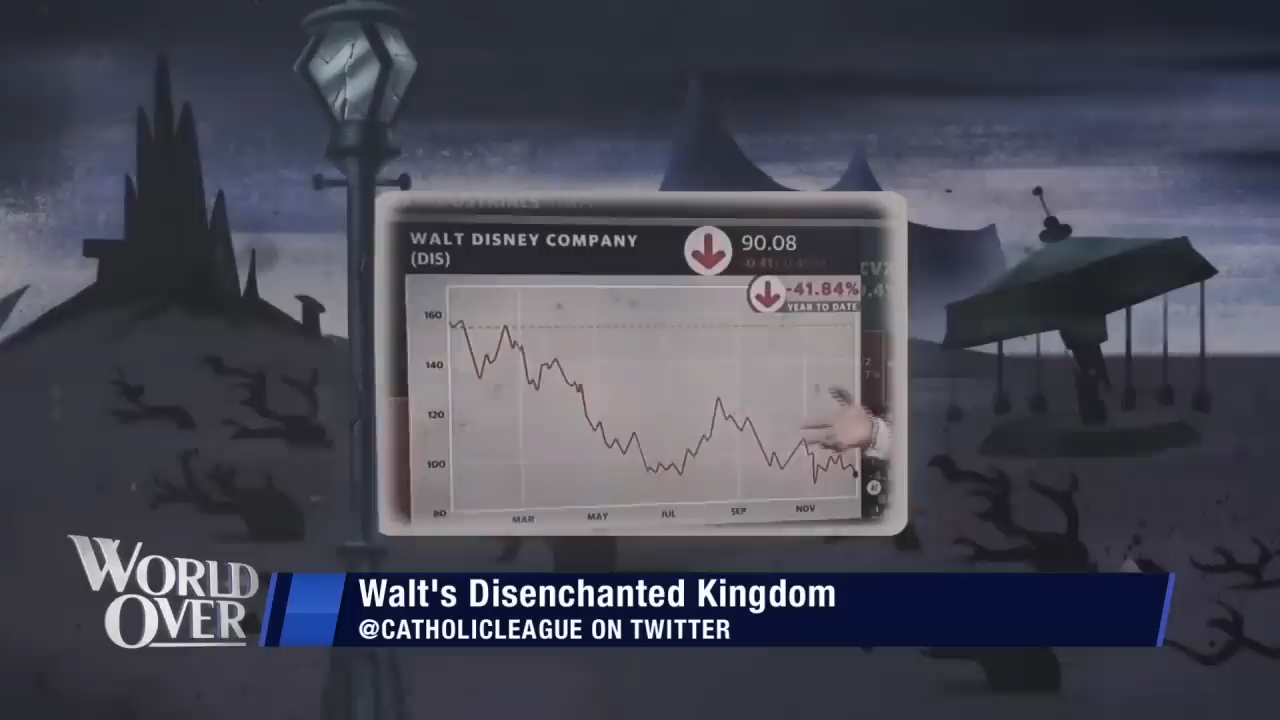 WALT DISNEY COMPANY
(DIS)
90.08
-41.84%
YEAR TO DATE
160
140
120
100
80
MAR
MAY
JUL
SEP
NOV
WORLD
OVER
Walt's Disenchanted Kingdom
@CATHOLICLEAGUE ON TWITTER